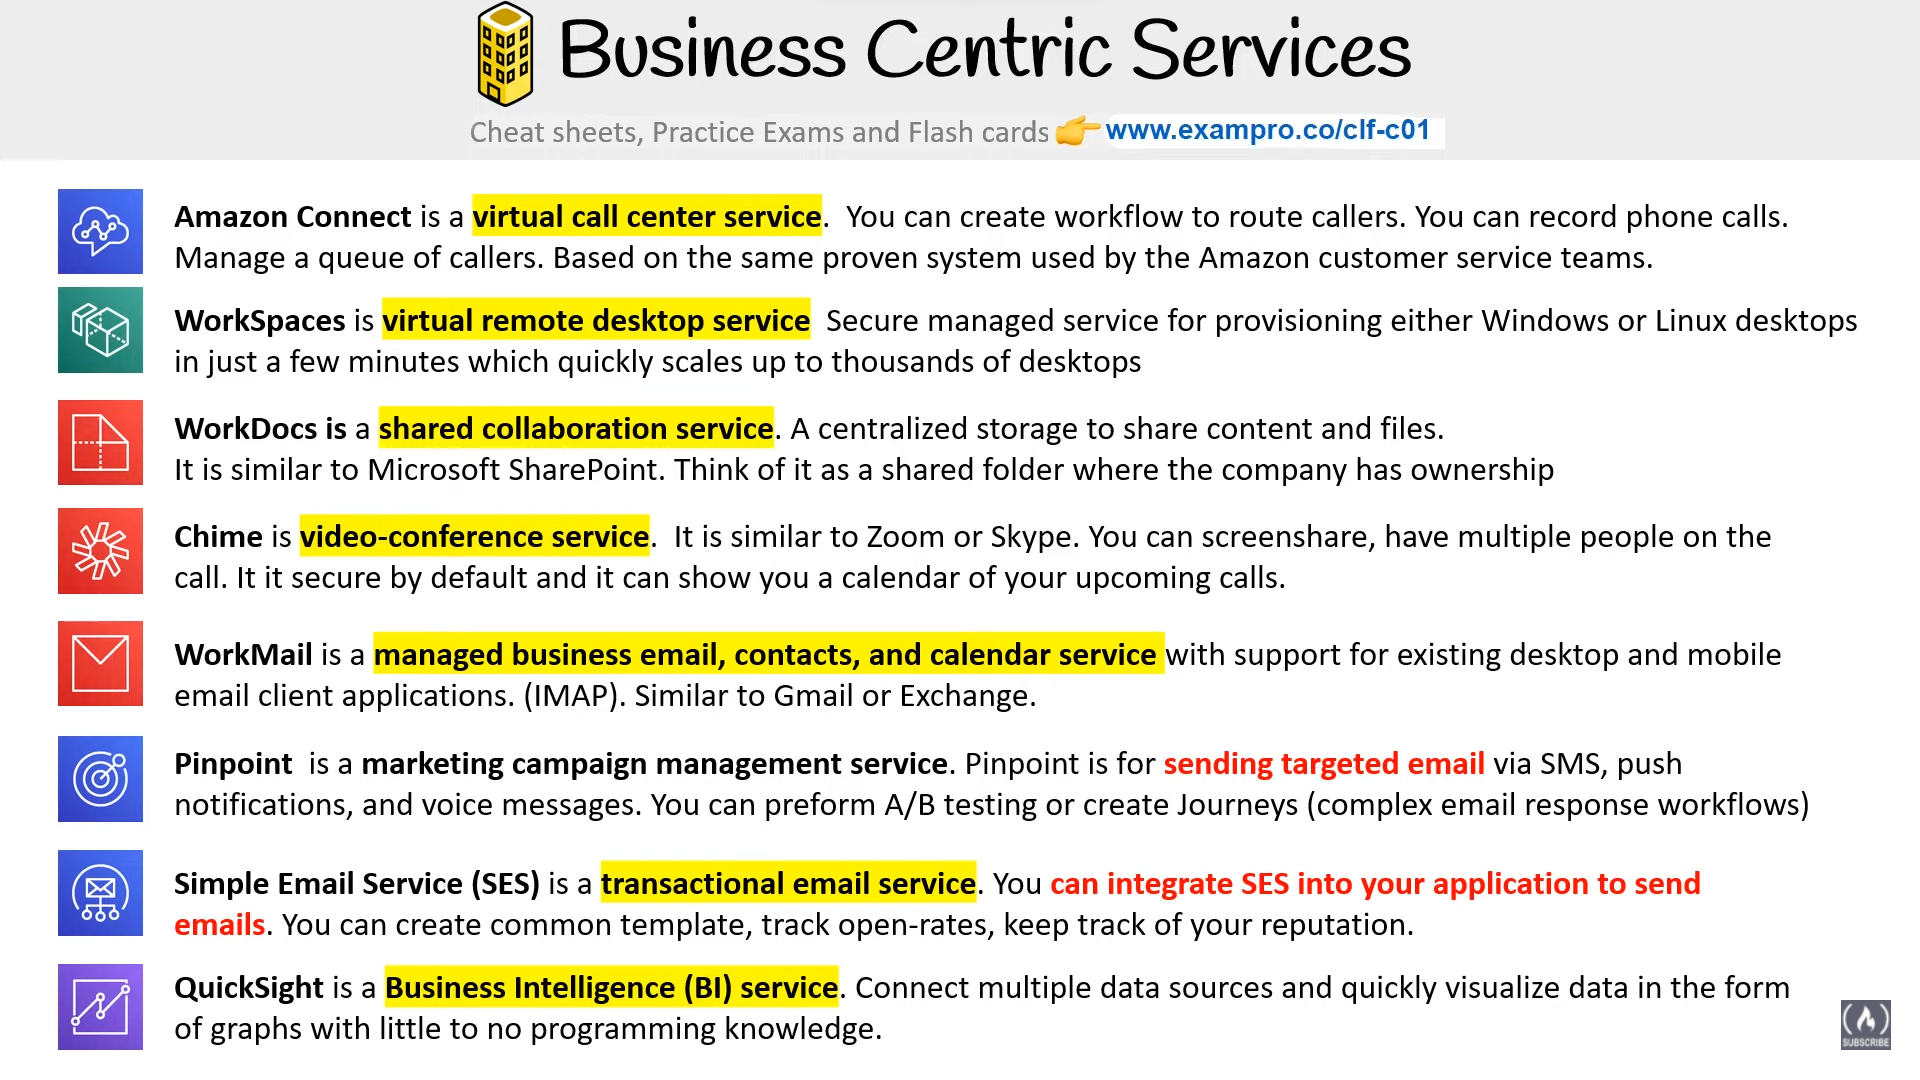 Business Centric Services
Cheat sheets, Practice Exams and Flash cards 👉 www.exampro.co/clf-c01
Amazon Connect is a virtual call center service. You can create workflow to route callers. You can record phone calls.
Manage a queue of callers. Based on the same proven system used by the Amazon customer service teams.
WorkSpaces is virtual remote desktop service Secure managed service for provisioning either Windows or Linux desktops
in just a few minutes which quickly scales up to thousands of desktops
WorkDocs is a shared collaboration service. A centralized storage to share content and files.
It is similar to Microsoft SharePoint. Think of it as a shared folder where the company has ownership
Chime is video-conference service. It is similar to Zoom or Skype. You can screenshare, have multiple people on the
call. It it secure by default and it can show you a calendar of your upcoming calls.
WorkMail is a managed business email, contacts, and calendar service with support for existing desktop and mobile
email client applications. (IMAP). Similar to Gmail or Exchange.
Pinpoint is a marketing campaign management service. Pinpoint is for sending targeted email via SMS, push
notifications, and voice messages. You can preform A/B testing or create Journeys (complex email response workflows)
Simple Email Service (SES) is a transactional email service. You can integrate SES into your application to send
emails. You can create common template, track open-rates, keep track of your reputation.
QuickSight is a Business Intelligence (BI) service. Connect multiple data sources and quickly visualize data in the form
of graphs with little to no programming knowledge.
SUBSCRIBE